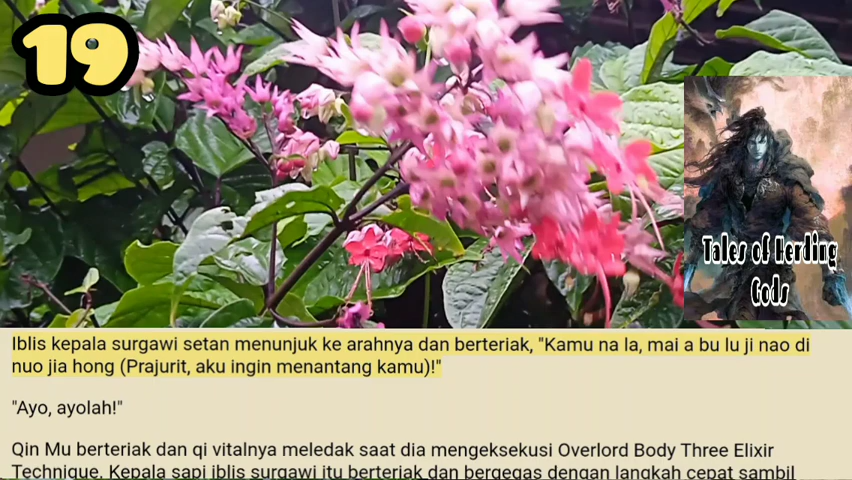 19
Tales of Herding
Gods
Iblis kepala surgawi setan menunjuk ke arahnya dan berteriak, "Kamu na la, mai a bu lu ji nao di
nuo jia hong (Prajurit, aku ingin menantang kamu)!"
"Ayo, ayolah!"
Qin Mu berteriak dan qi vitalnya meledak saat dia mengeksekusi Overlord Body Three Elixir
Technique. Kepala sapi iblis surgawi itu berteriak dan bergegas dengan langkah cepat sambil